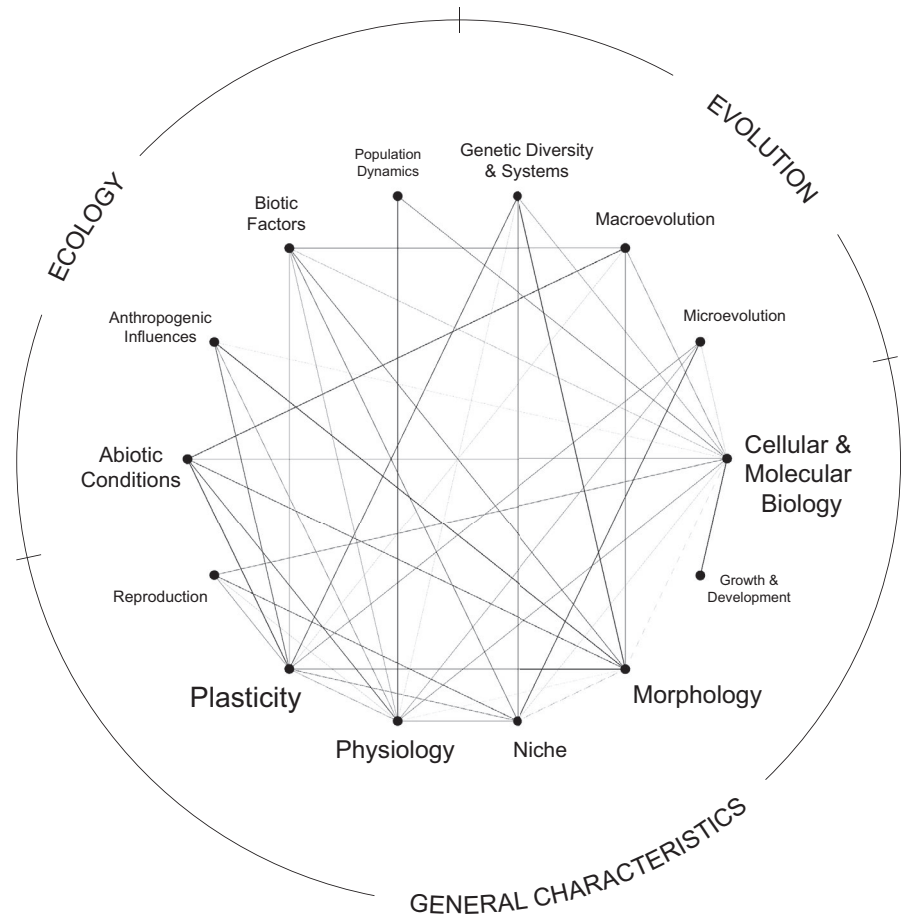 ECOLOGY
EVOLUTION
Population
Dynamics
Genetic Diversity
& Systems
Biotic
Factors
Macroevolution
Anthropogenic
Influences
Microevolution
Abiotic
Conditions
Cellular &
Molecular
Biology
Reproduction
Growth &
Development
Plasticity
Morphology
Physiology
Niche
GENERAL CHARACTERISTICS